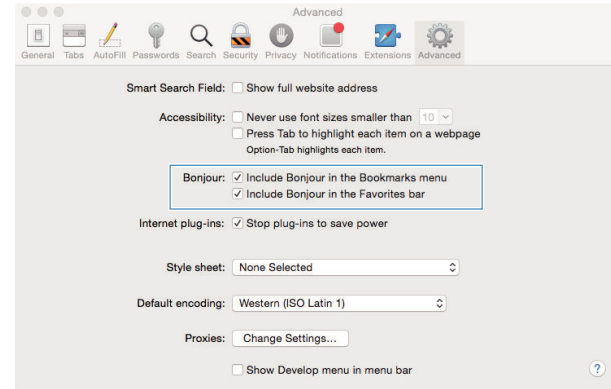 Advanced
General Tabs AutoFill Passwords Search Security Privacy Notifications Extensions Advanced
Smart Search Field: Show full website address
Accessibility: Never use font sizes smaller than 10
Press Tab to highlight each item on a webpage
Option-Tab highlights each item.
Bonjour: Include Bonjour in the Bookmarks menu
Include Bonjour in the Favorites bar
Internet plug-ins: Stop plug-ins to save power
Style sheet: None Selected
Default encoding: Western (ISO Latin 1)
Proxies: Change Settings...
Show Develop menu in menu bar ?